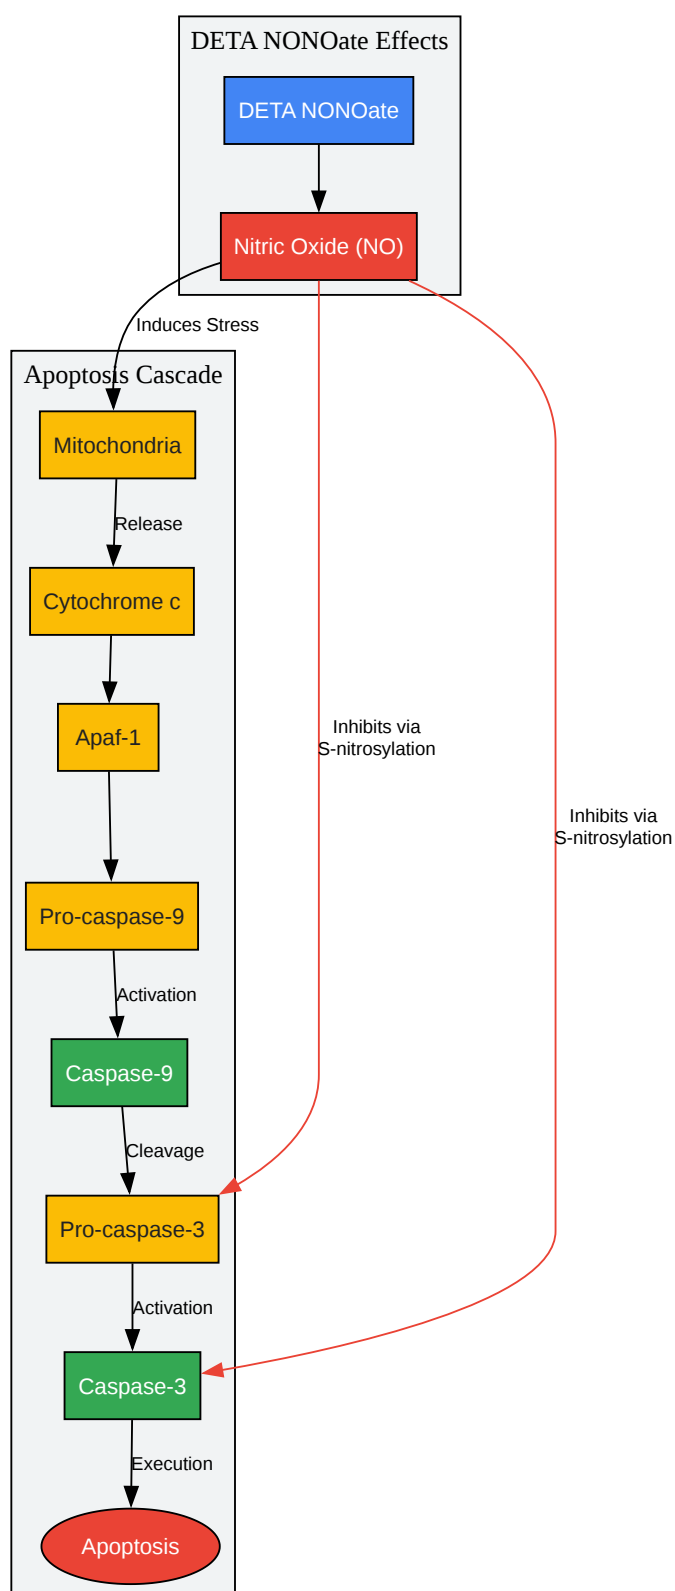 DETA NONOate Effects
DETA NONOate
Nitric Oxide (NO)
Induces Stress
Apoptosis Cascade
Mitochondria
Release
Cytochrome c
Apaf-1
Inhibits via
S-nitrosylation
Inhibits via
S-nitrosylation
Pro-caspase-9
Activation
Caspase-9
Cleavage
Pro-caspase-3
Activation
Caspase-3
Execution
Apoptosis